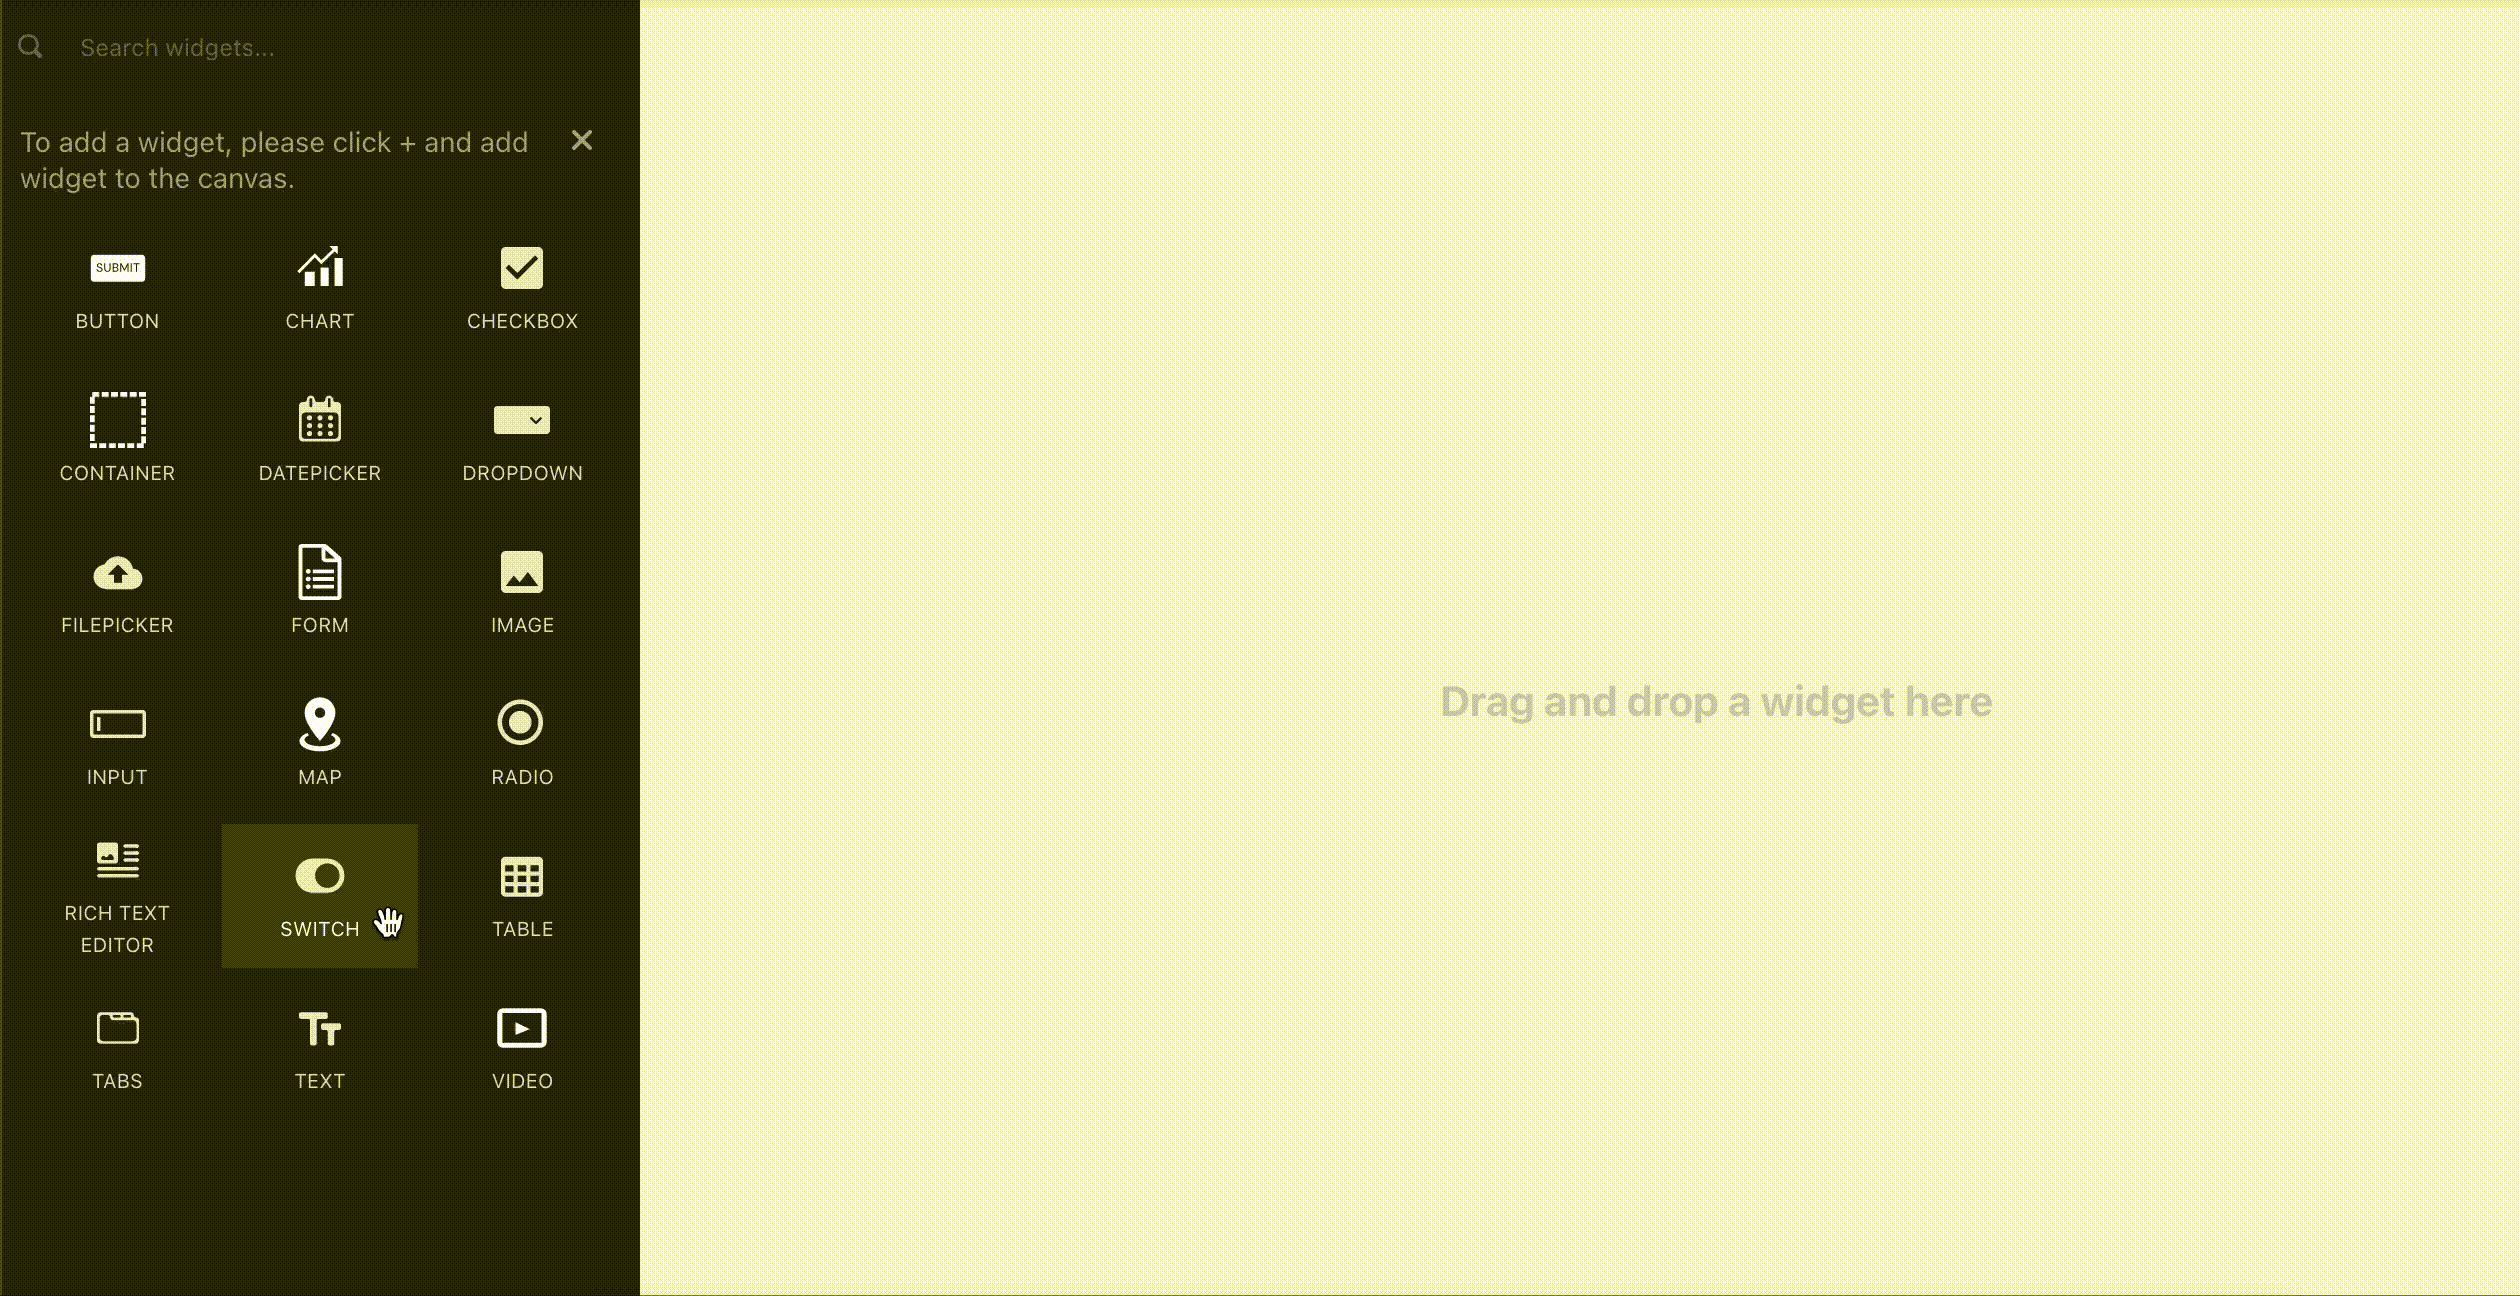 Search widgets...
To add a widget, please click + and add
widget to the canvas.
SUBMIT
BUTTON
CHART
CHECKBOX
CONTAINER
DATEPICKER
DROPDOWN
FILEPICKER
FORM
IMAGE
INPUT
MAP
RADIO
RICH TEXT
EDITOR
SWITCH
TABLE
TABS
TEXT
VIDEO
Drag and drop a widget here